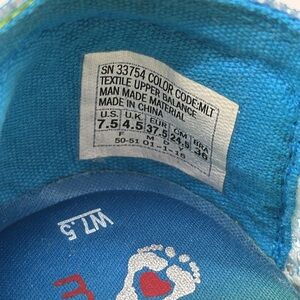 SN 33754 COLOR CODE:MLT
TEXTILE UPPER BALANCE
MAN MADE MATERIAL
MADE IN CHINA
U.S. U.K. EUR CM BRA
7.5 4.5 37.5 24.5 36
F M D
50-51 01-1-16
W7.5